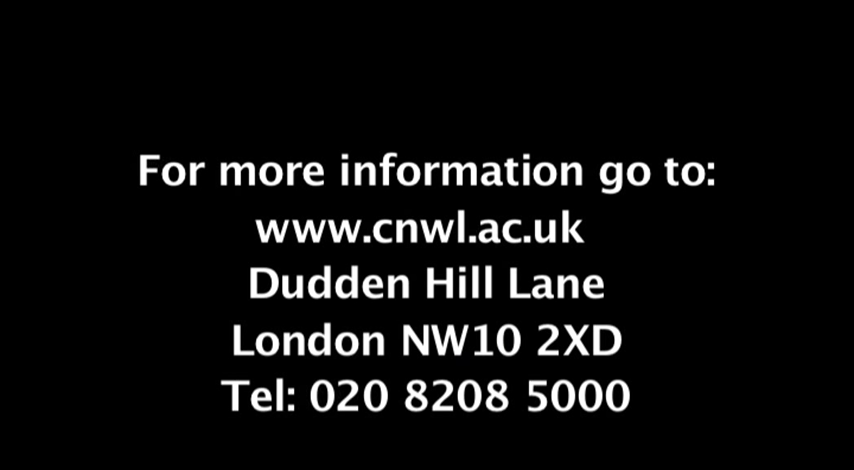 For more information go to:
www.cnwl.ac.uk
Dudden Hill Lane
London NW10 2XD
Tel: 020 8208 5000